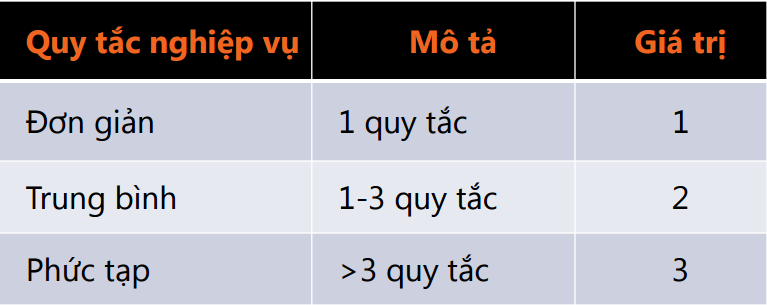 Quy tắc nghiệp vụ Mô tả Giá trị
Đơn giản 1 quy tắc 1
Trung bình 1-3 quy tắc 2
Phức tạp >3 quy tắc 3